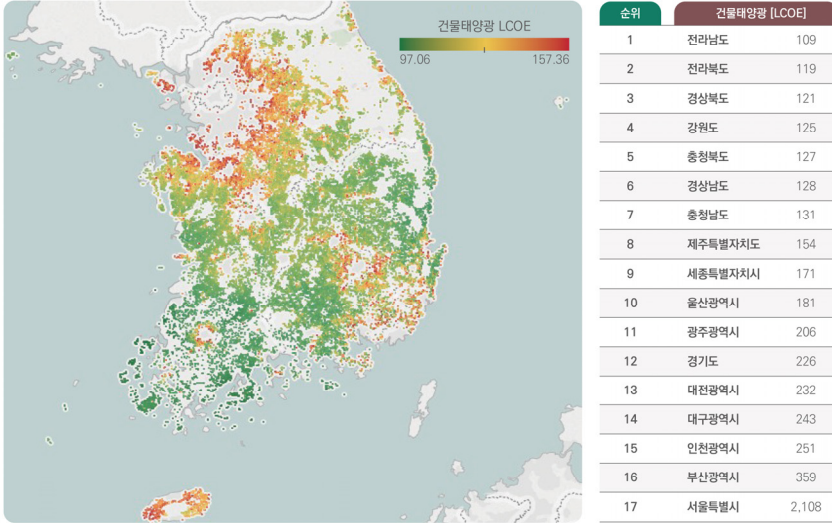 건물태양광 LCOE
97.06 157.36
순위 건물태양광 [LCOE]
1 전라남도 109
2 전라북도 119
3 경상북도 121
4 강원도 125
5 충청북도 127
6 경상남도 128
7 충청남도 131
8 제주특별자치도 154
9 세종특별자치시 171
10 울산광역시 181
11 광주광역시 206
12 경기도 226
13 대전광역시 232
14 대구광역시 243
15 인천광역시 251
16 부산광역시 359
17 서울특별시 2,108